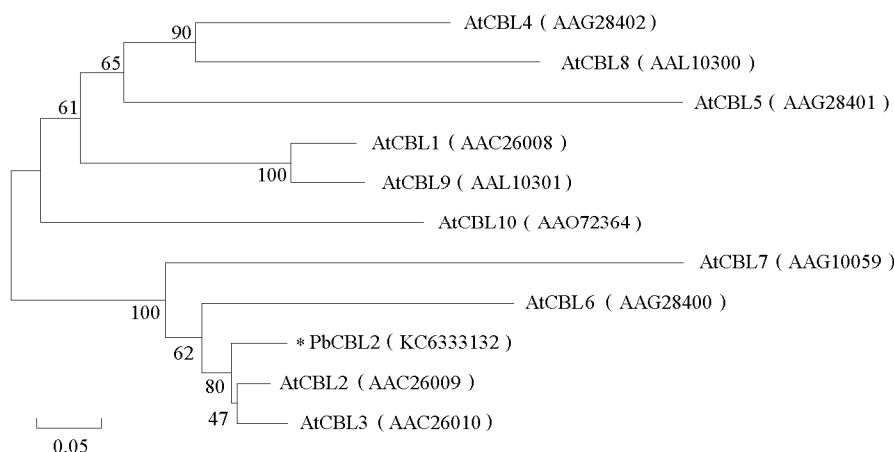 AtCBL4 ( AAG28402 )
90
AtCBL8 ( AAL10300 )
65
AtCBL5 ( AAG28401 )
61
AtCBL1 ( AAC26008 )
100
AtCBL9 ( AAL10301 )
AtCBL10 ( AAO72364 )
AtCBL7 ( AAG10059 )
100
AtCBL6 ( AAG28400 )
62
* PbCBL2 ( KC6333132 )
80
AtCBL2 ( AAC26009 )
47
AtCBL3 ( AAC26010 )
0.05